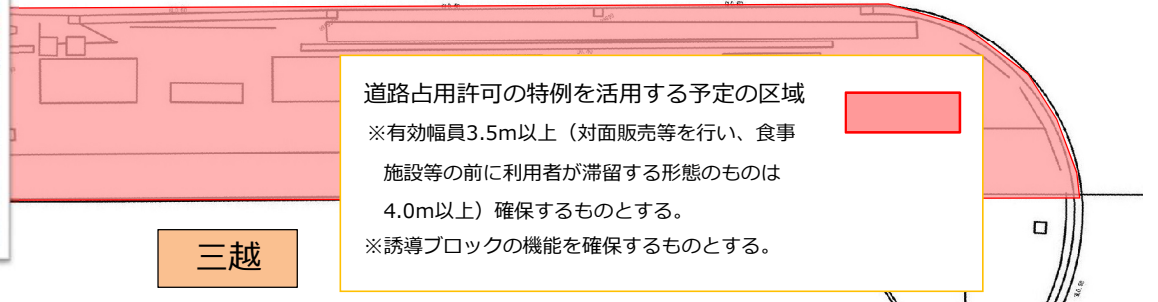 道路占用許可の特例を活用する予定の区域
※有効幅員3.5m以上（対面販売等を行い、食事
施設等の前に利用者が滞留する形態のものは
4.0m以上）確保するものとする。
※誘導ブロックの機能を確保するものとする。
三越